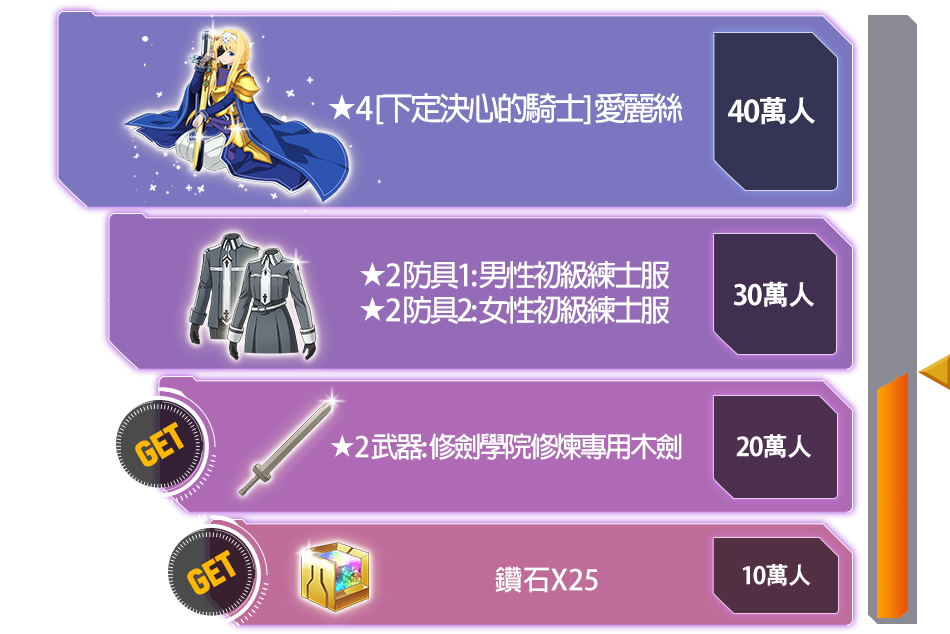 ★4[下定決心的騎士]愛麗絲
40萬人
★2防具1:男性初級練士服
★2防具2:女性初級練士服
30萬人
GET
★2武器:修劍學院修煉專用木劍
20萬人
GET
鑽石X25
10萬人